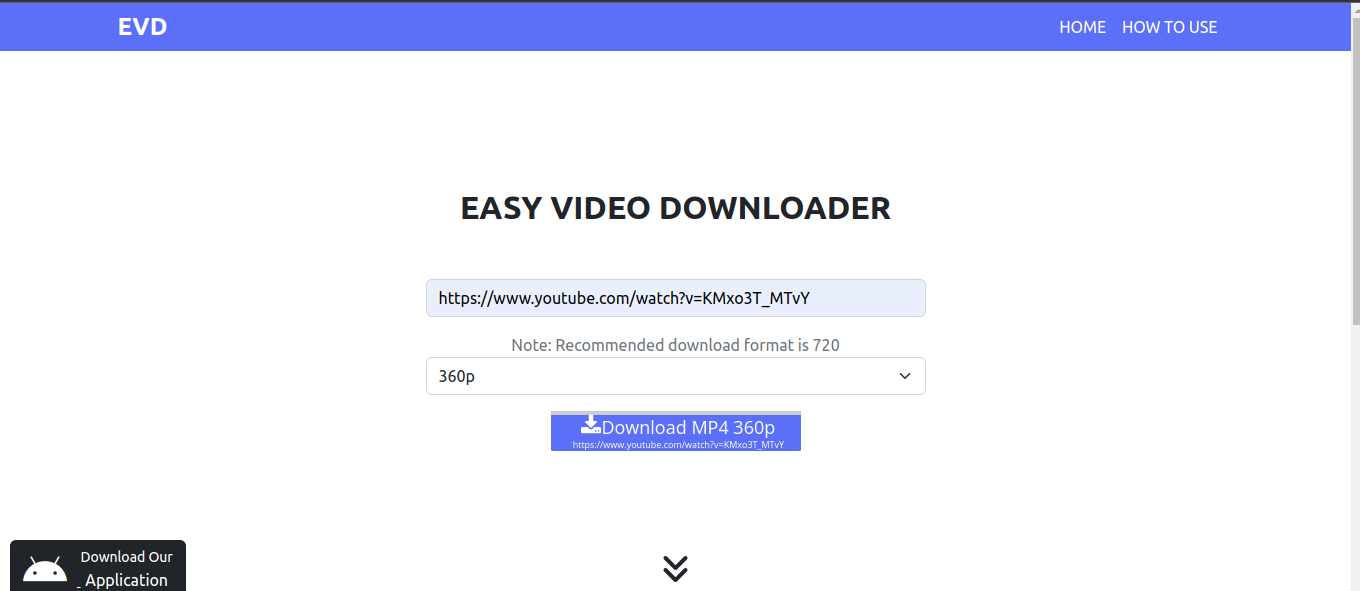 EVD
HOME HOW TO USE
EASY VIDEO DOWNLOADER
https://www.youtube.com/watch?v=KMxo3T_MTvY
Note: Recommended download format is 720
360p
Download MP4 360p
https://www.youtube.com/watch?v=KMxo3T_MTvY
Download Our
Application